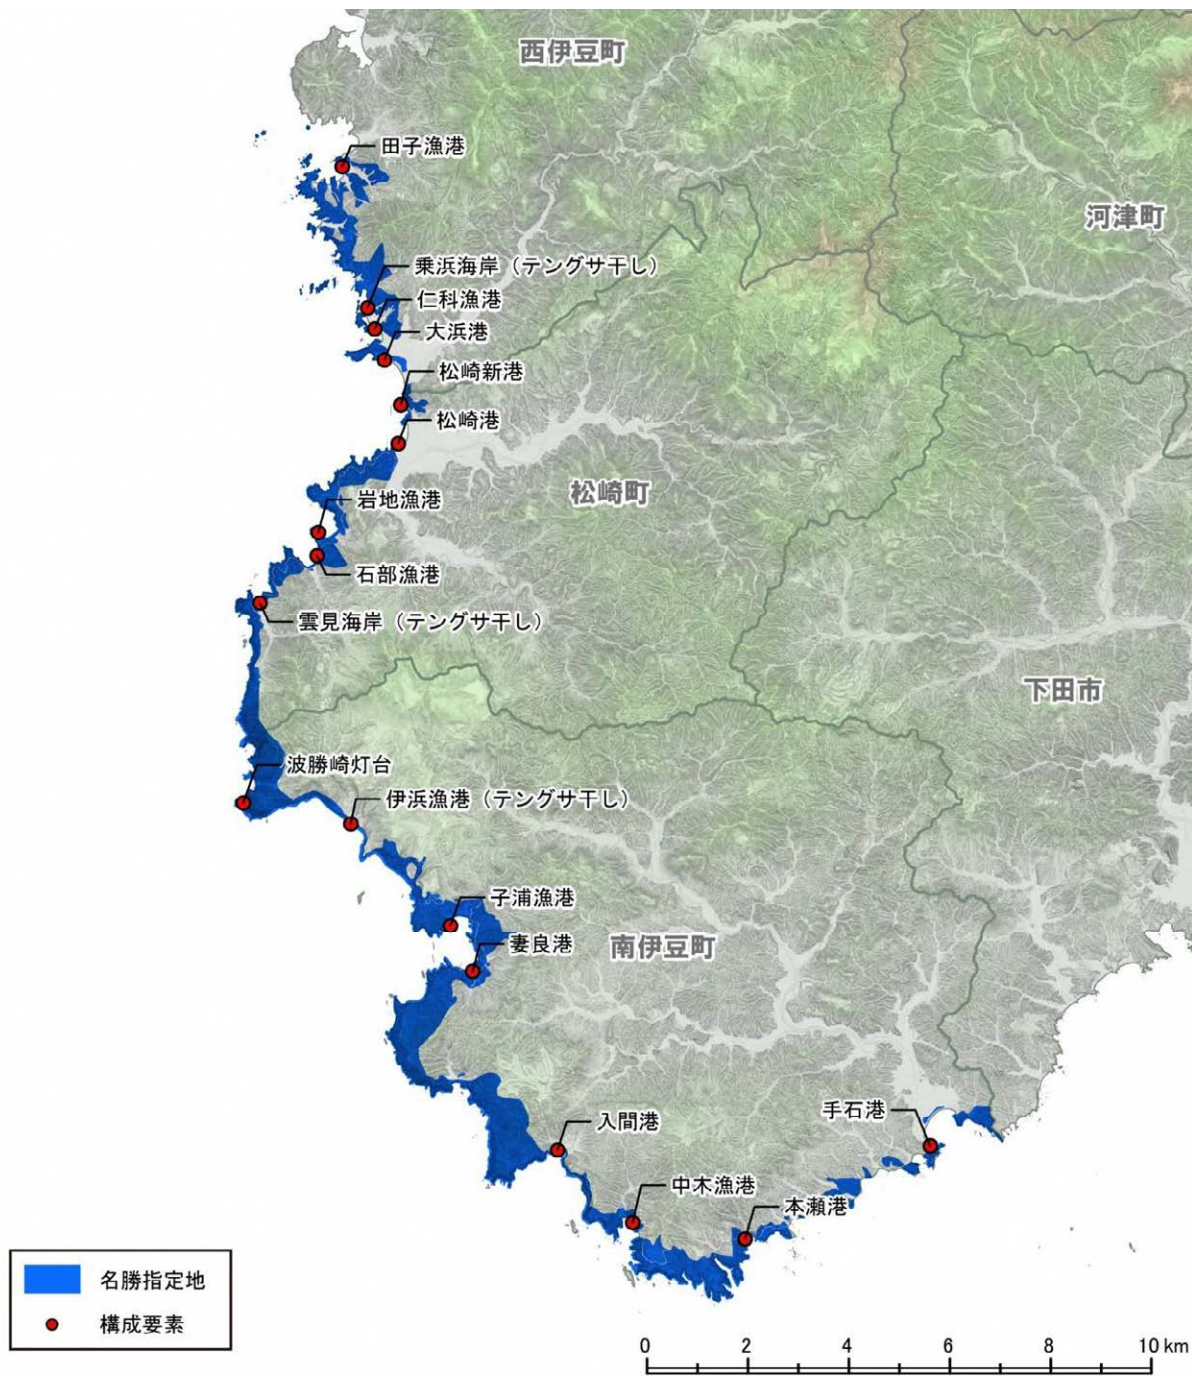 西伊豆町
田子漁港
河津町
乗浜海岸（テングサ干し）
仁科漁港
大浜港
松崎新港
松崎港
松崎町
岩地漁港
石部漁港
雲見海岸（テングサ干し）
下田市
波勝崎灯台
伊浜漁港（テングサ干し）
子浦漁港
妻良港
南伊豆町
手石港
入間港
中木漁港
本瀬港
名勝指定地
構成要素
0 2 4 6 8 10 km